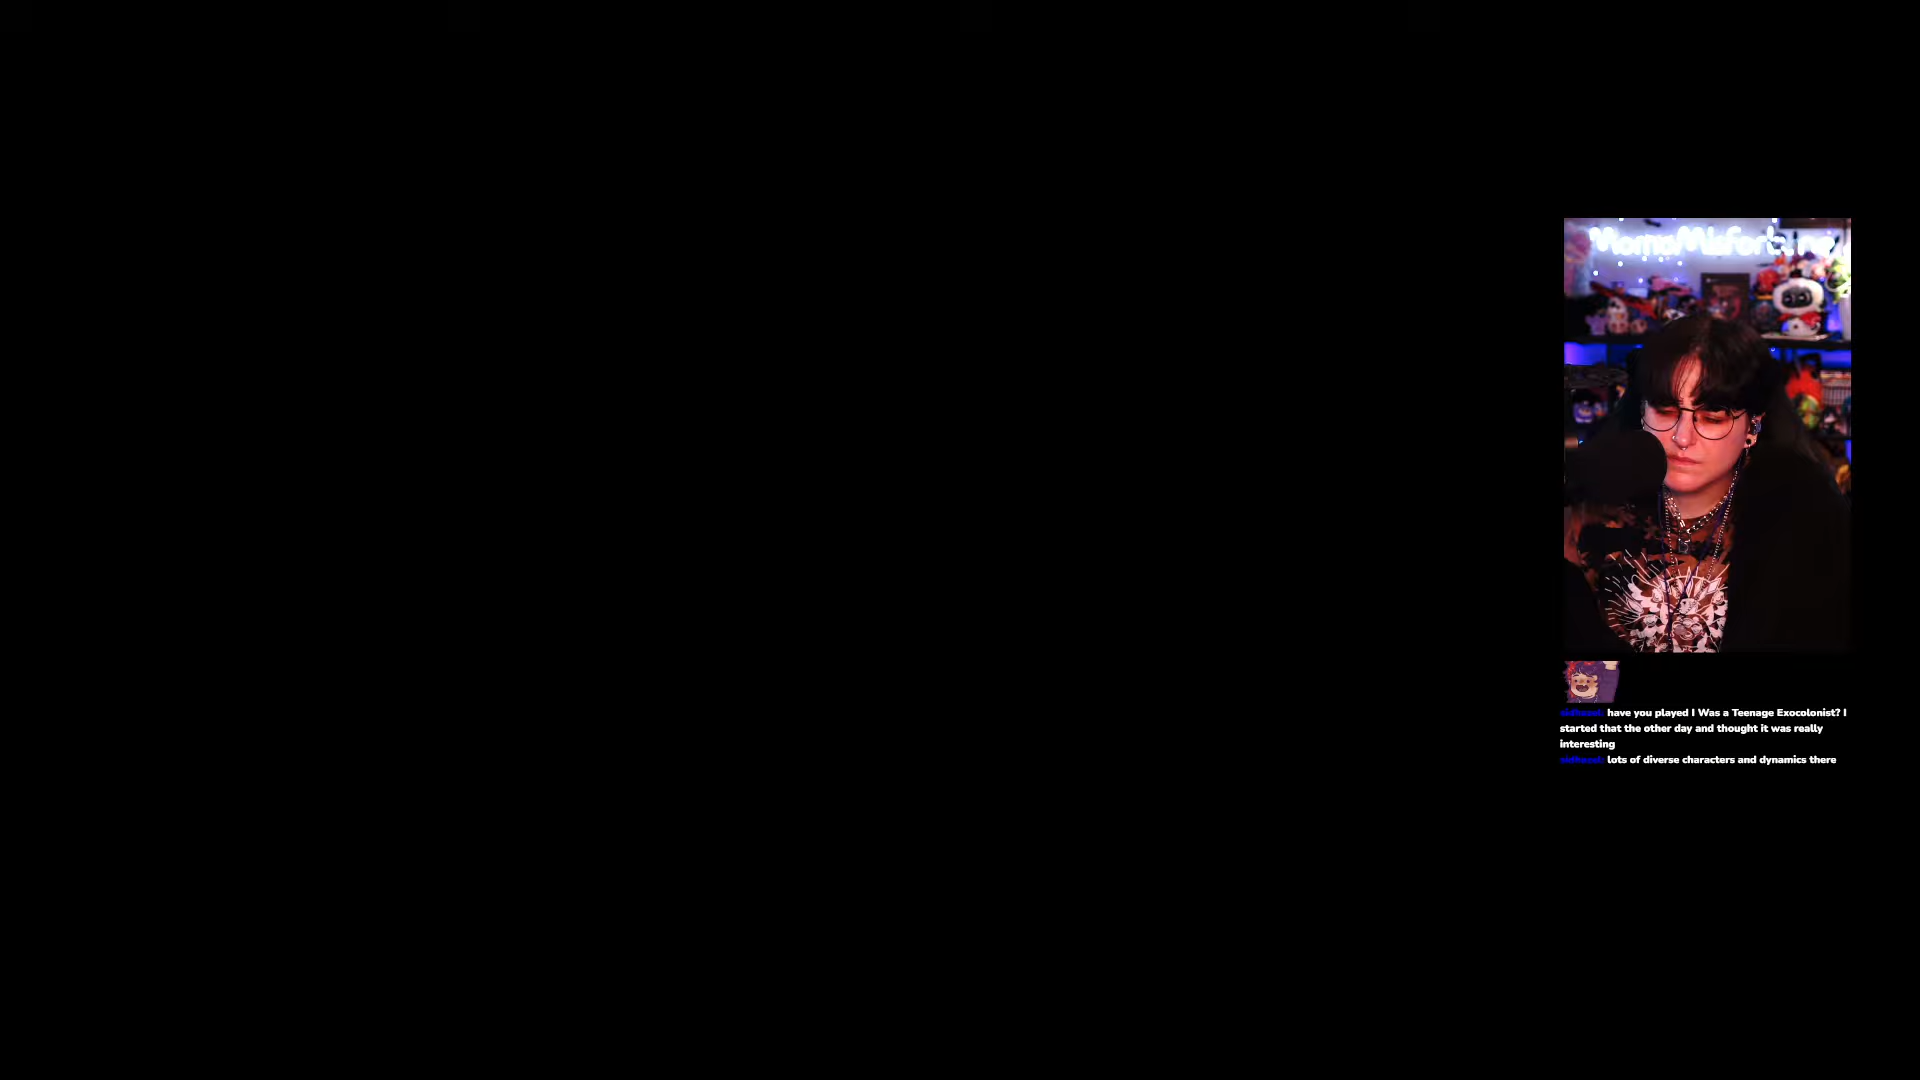 MomoMisfortune
have you played I Was a Teenage Exocolonist? I
started that the other day and thought it was really
interesting
lots of diverse characters and dynamics there